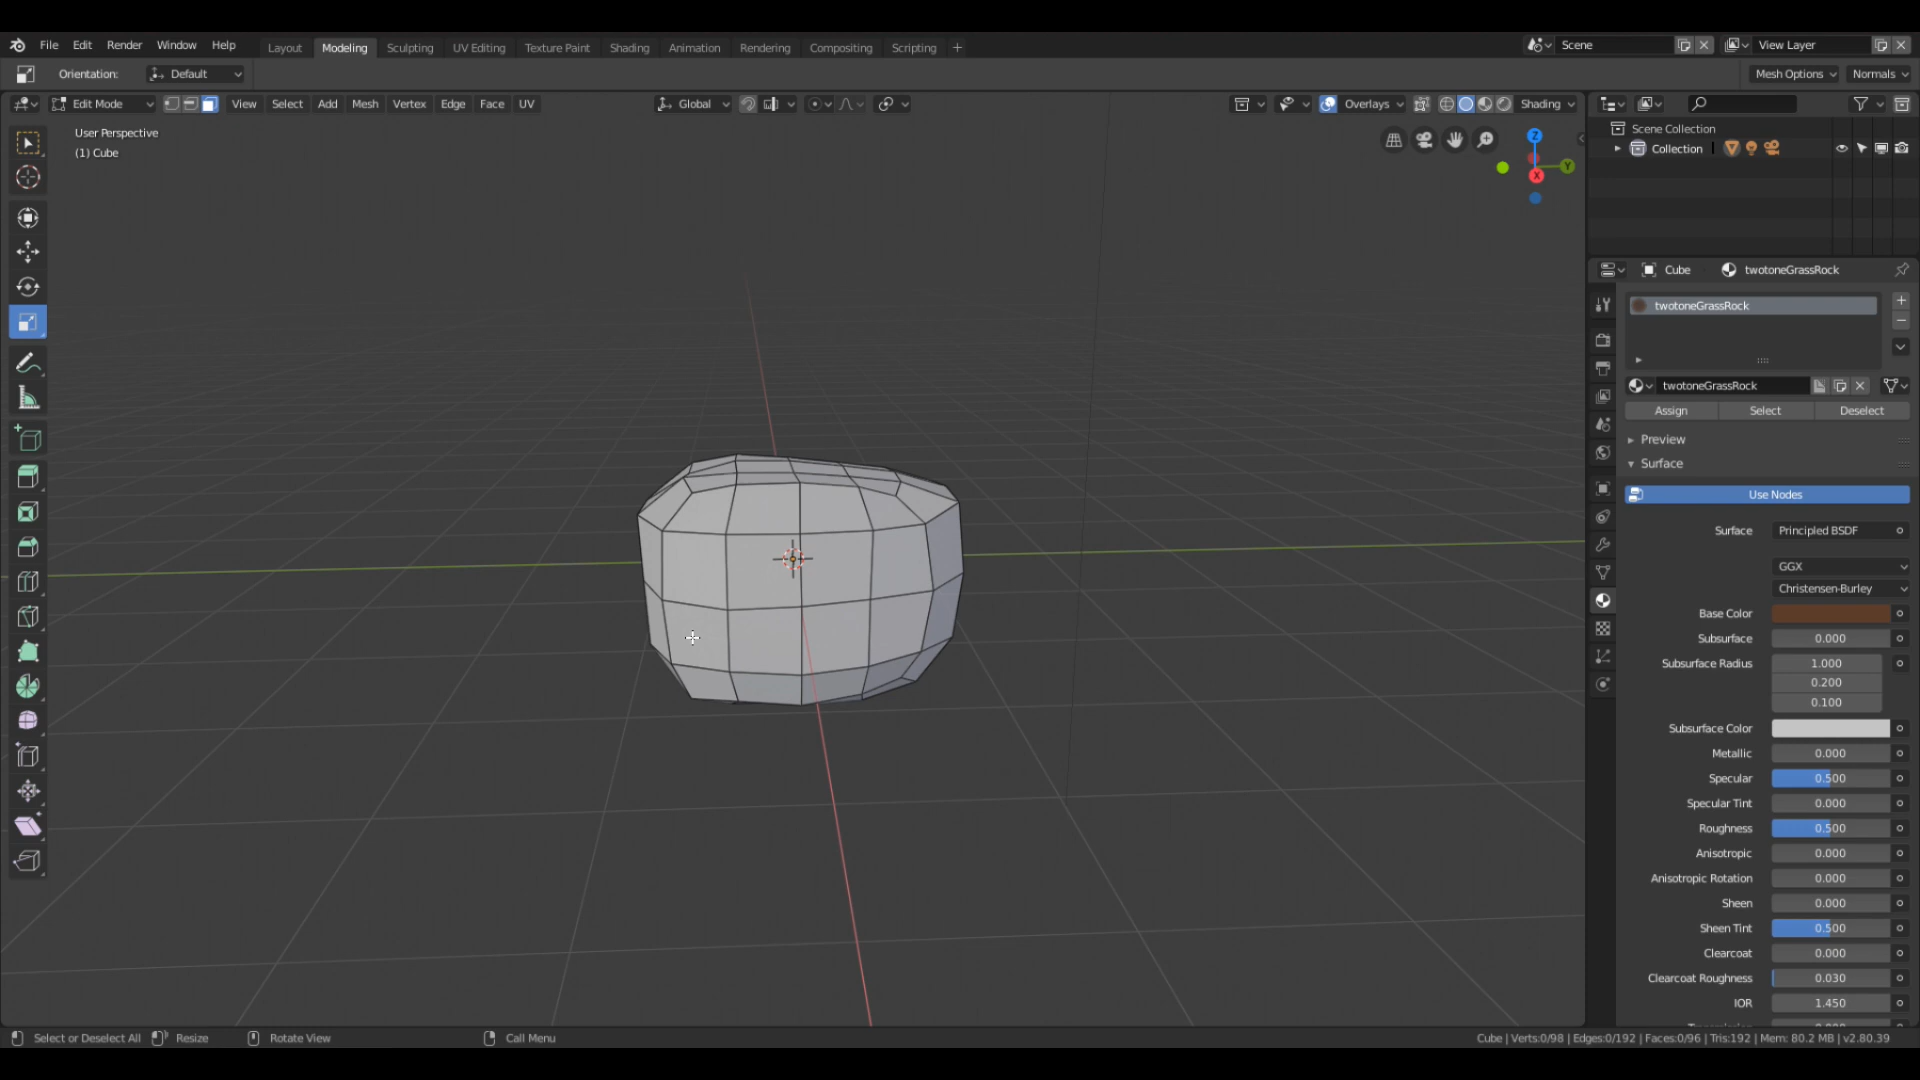 File Edit Render Window Help Layout Modeling Sculpting UV Editing Texture Paint Shading Animation Rendering Compositing Scripting + Scene View Layer
Orientation: Default Mesh Options Normals
Edit Mode View Select Add Mesh Vertex Edge Face UV Global Overlays Shading
User Perspective
(1) Cube
Z
Y
X
Scene Collection
Collection
Cube twotoneGrassRock
twotoneGrassRock
twotoneGrassRock
Assign Select Deselect
Preview
Surface
Use Nodes
Surface Principled BSDF
GGX
Christensen-Burley
Base Color
Subsurface 0.000
Subsurface Radius 1.000
0.200
0.100
Subsurface Color
Metallic 0.000
Specular 0.500
Specular Tint 0.000
Roughness 0.500
Anisotropic 0.000
Anisotropic Rotation 0.000
Sheen 0.000
Sheen Tint 0.500
Clearcoat 0.000
Clearcoat Roughness 0.030
IOR 1.450
Select or Deselect All Resize Rotate View Call Menu Cube | Verts:0/98 | Edges:0/192 | Faces:0/96 | Tris:192 | Mem: 80.2 MB | v2.80.39